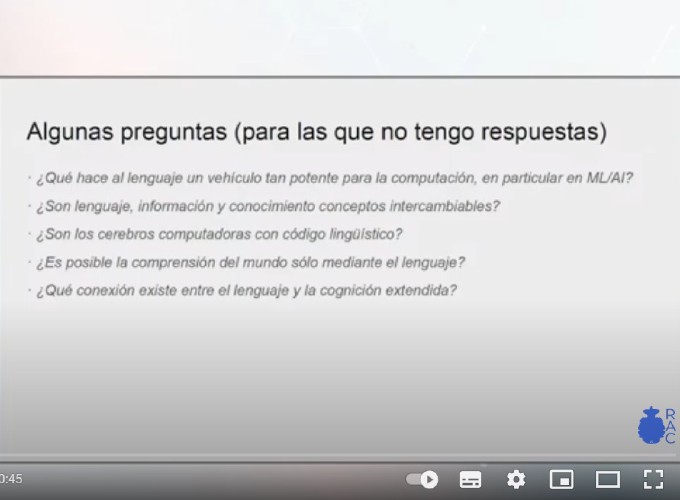 Algunas preguntas (para las que no tengo respuestas)
· ¿Qué hace al lenguaje un vehículo tan potente para la computación, en particular en ML/AI?
· ¿Son lenguaje, información y conocimiento conceptos intercambiables?
· ¿Son los cerebros computadoras con código lingüístico?
· ¿Es posible la comprensión del mundo sólo mediante el lenguaje?
· ¿Qué conexión existe entre el lenguaje y la cognición extendida?
RAC
0:45